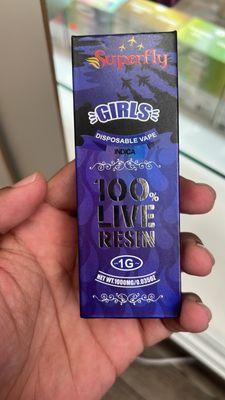 Superfly
GIRLS
DISPOSABLE VAPE
INDICA
100%
LIVE
RESIN
1G
NET WT. 1000MG/0.035OZ